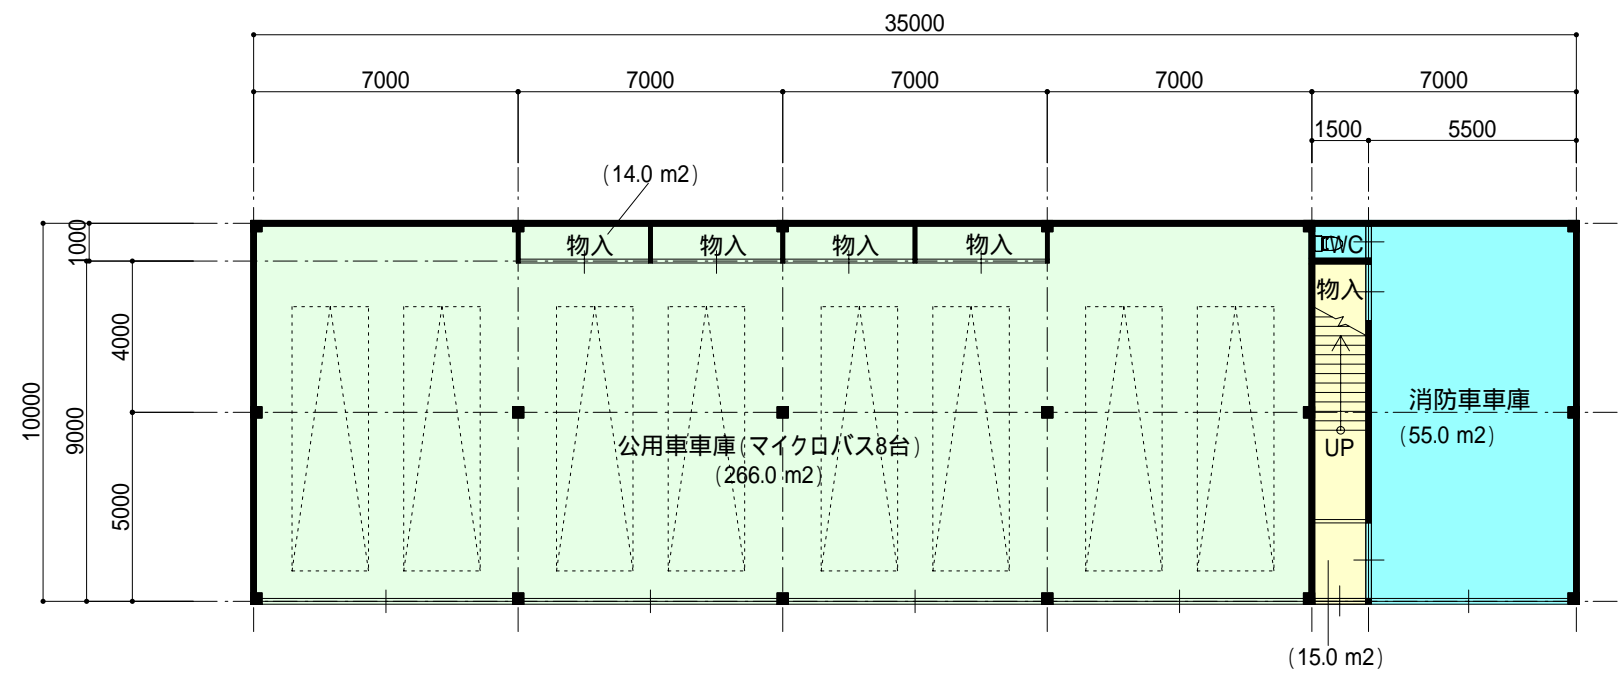 35000
7000
7000
7000
7000
7000
1500
5500
(14.0 m2)
1000
物入
物入
物入
物入
WC
物入
4000
10000
9000
消防車車庫
(55.0 m2)
公用車車庫(マイクロバス8台)
(266.0 m2)
UP
5000
(15.0 m2)